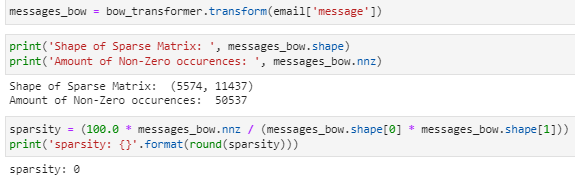 messages_bow = bow_transformer.transform(email['message'])
print('Shape of Sparse Matrix: ', messages_bow.shape)
print('Amount of Non-Zero occurences: ', messages_bow.nnz)
Shape of Sparse Matrix:  (5574, 11437)
Amount of Non-Zero occurences:  50537
sparsity = (100.0 * messages_bow.nnz / (messages_bow.shape[0] * messages_bow.shape[1]))
print('sparsity: {}'.format(round(sparsity)))
sparsity: 0